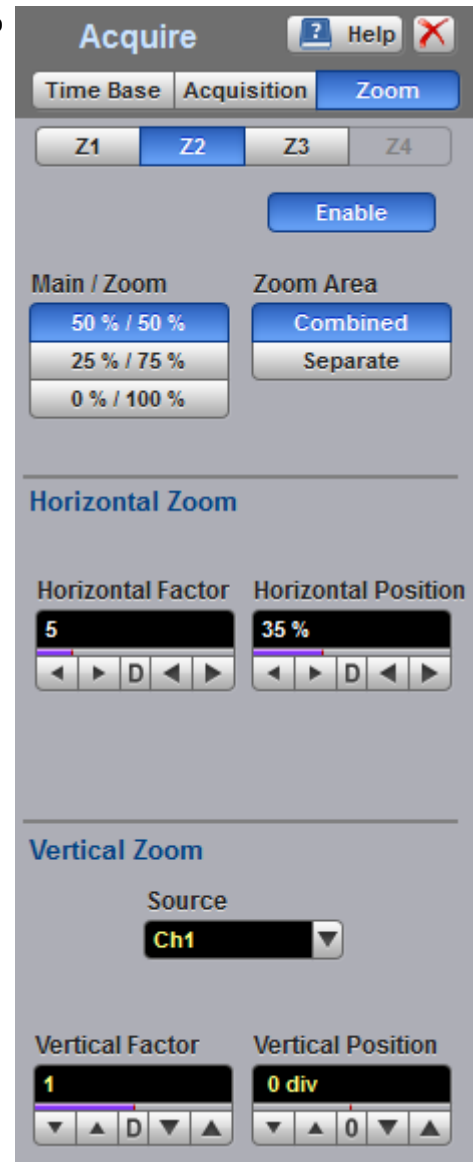 Acquire ? Help
Time Base Acquisition Zoom
Z1 Z2 Z3 Z4
Enable
Main / Zoom Zoom Area
50 % / 50 % Combined
25 % / 75 % Separate
0 % / 100 %
Horizontal Zoom
Horizontal Factor Horizontal Position
5 35 %
D D
Vertical Zoom
Source
Ch1
Vertical Factor Vertical Position
1 0 div
D 0